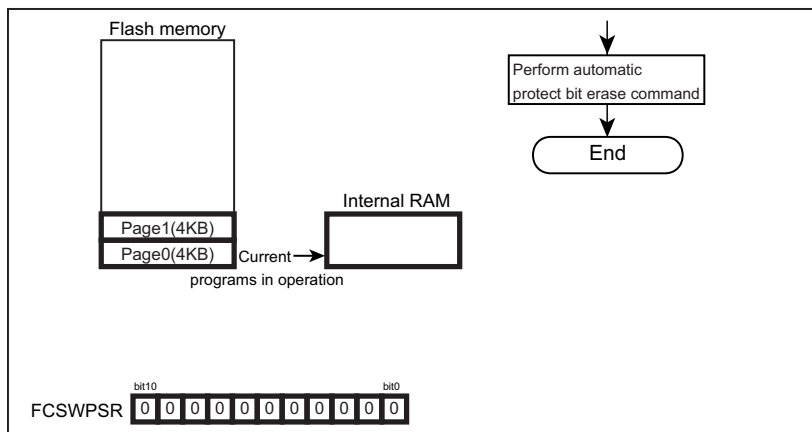 Flash memory
Perform automatic
protect bit erase command
End
Internal RAM
Page1(4KB)
Page0(4KB)
Current
programs in operation
bit10
bit0
FCSWPSR 0 0 0 0 0 0 0 0 0 0 0